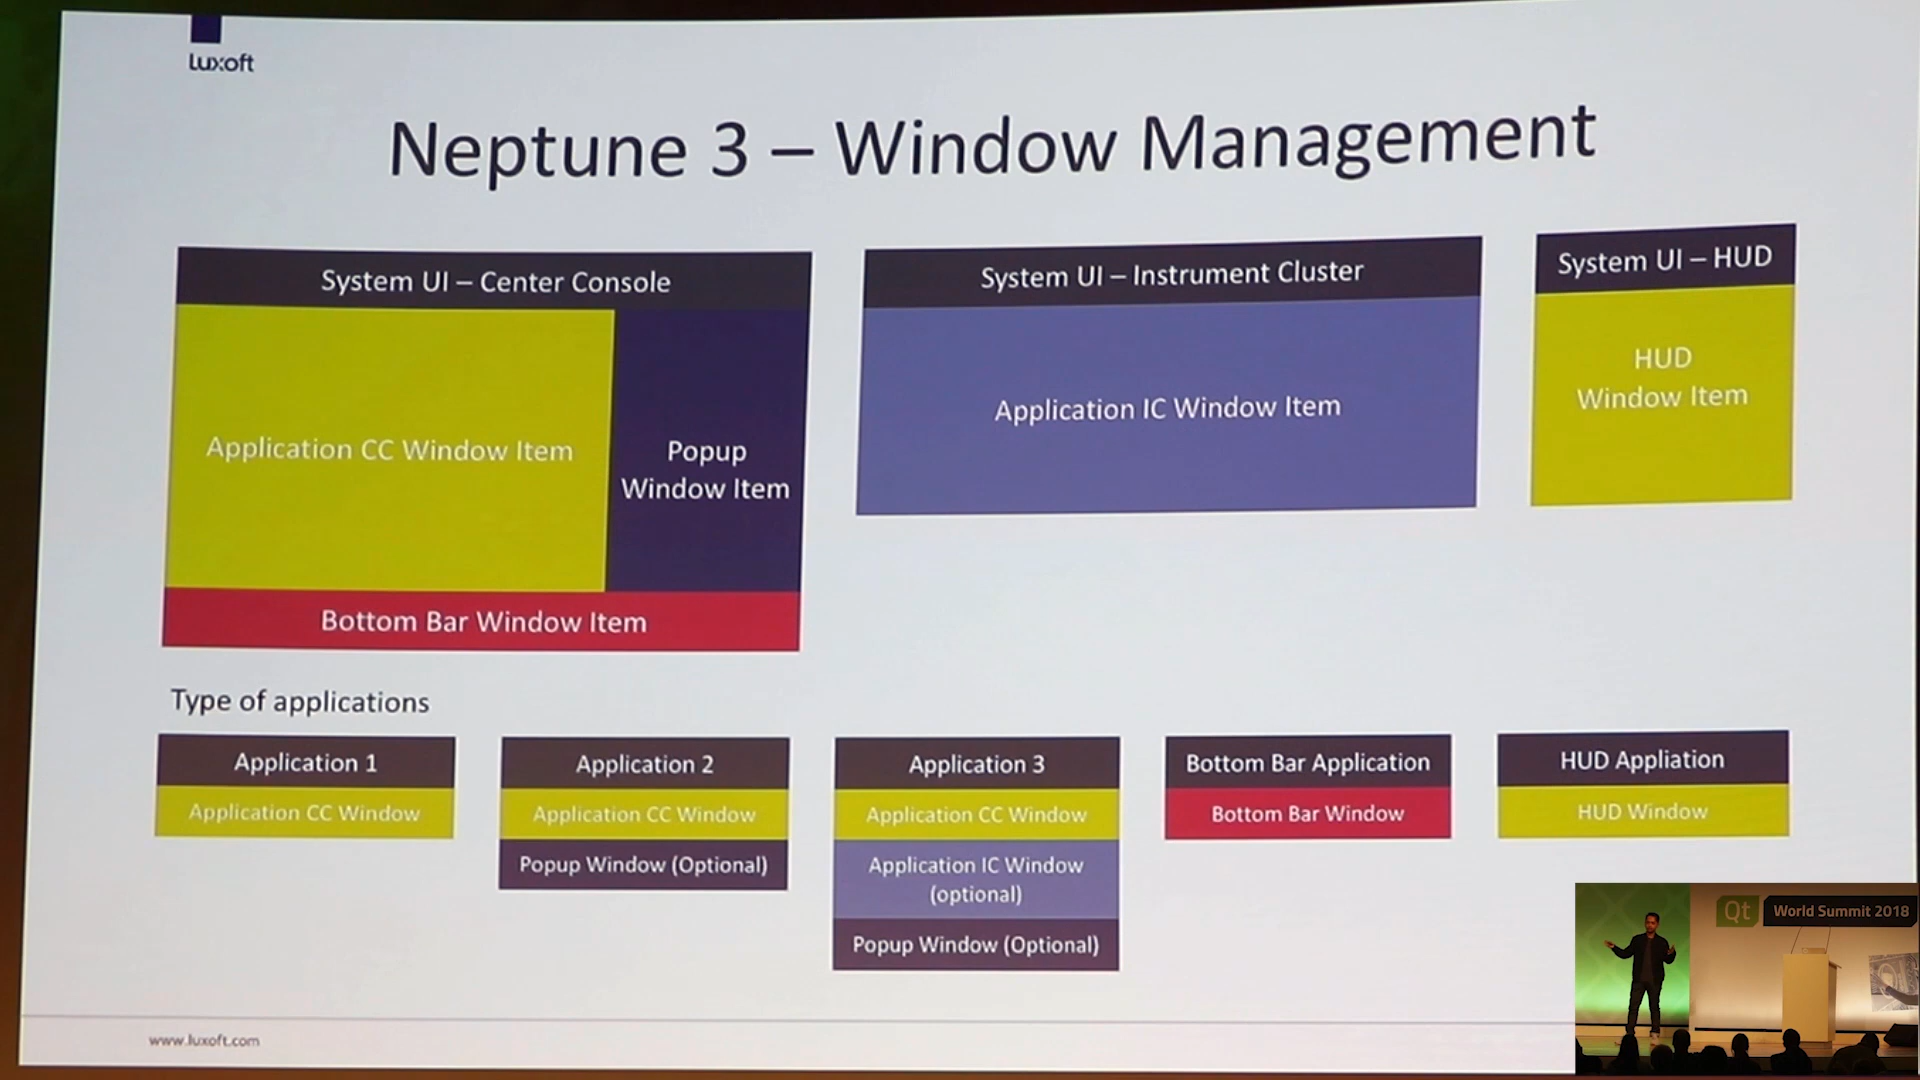 luxoft
Neptune 3 – Window Management
System UI – Center Console
Application CC Window Item
Popup
Window Item
Bottom Bar Window Item
System UI – Instrument Cluster
Application IC Window Item
System UI – HUD
HUD
Window Item
Type of applications
Application 1
Application CC Window
Application 2
Application CC Window
Popup Window (Optional)
Application 3
Application CC Window
Application IC Window
(optional)
Popup Window (Optional)
Bottom Bar Application
Bottom Bar Window
HUD Appliation
HUD Window
www.luxoft.com
Qt World Summit 2018